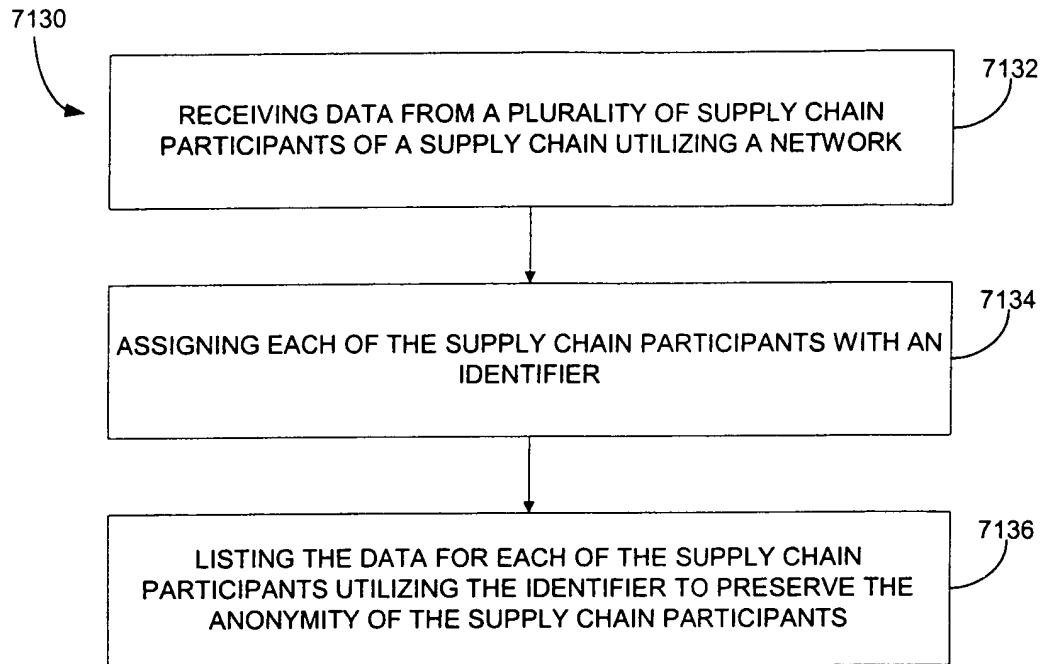 7130
7132
RECEIVING DATA FROM A PLURALITY OF SUPPLY CHAIN
PARTICIPANTS OF A SUPPLY CHAIN UTILIZING A NETWORK
7134
ASSIGNING EACH OF THE SUPPLY CHAIN PARTICIPANTS WITH AN
IDENTIFIER
7136
LISTING THE DATA FOR EACH OF THE SUPPLY CHAIN
PARTICIPANTS UTILIZING THE IDENTIFIER TO PRESERVE THE
ANONYMITY OF THE SUPPLY CHAIN PARTICIPANTS